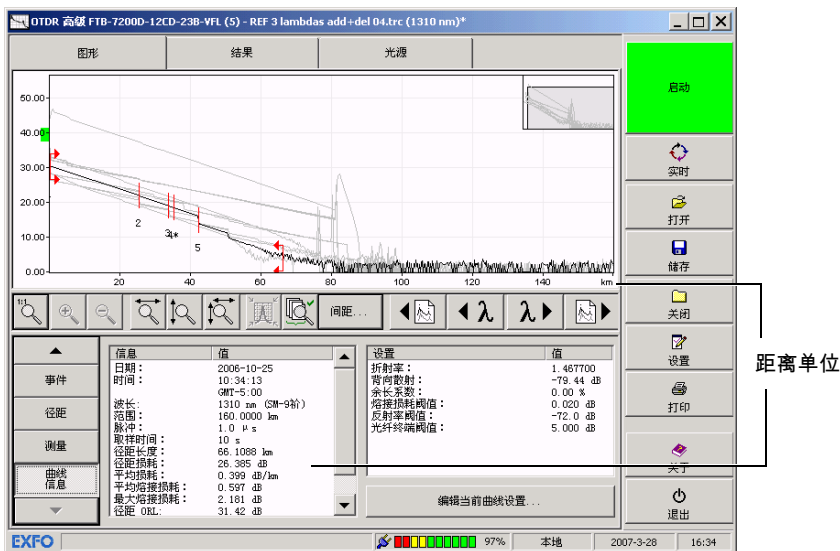 OTDR 高级 FTB-7200D-12CD-23B-VFL (5) - REF 3 lambdas add+del 04.trc (1310 nm)*
图形 结果 光源
50.00
40.00
30.00
20.00
10.00
0.00
2 3 4* 5
20 40 60 80 100 120 140 km
1:1 间距... λ λ
事件
径距
测量
曲线
信息
信息 值
日期： 2006-10-25
时间： 10:34:13
GMT-5:00
波长: 1310 nm (SM-9衸)
范围： 160.0000 km
脉冲： 1.0 μs
取样时间： 10 s
径距长度： 66.1088 km
径距损耗： 26.385 dB
平均损耗： 0.399 dB/km
平均熔接损耗： 0.597 dB
最大熔接损耗： 2.181 dB
径距 ORL: 31.42 dB
设置 值
折射率： 1.467700
背向散射： -79.44 dB
余长系数： 0.00 %
熔接损耗阈值： 0.020 dB
反射率阈值： -72.0 dB
光纤终端阈值： 5.000 dB
编辑当前曲线设置...
启动
实时
打开
储存
关闭
设置
打印
关于
退出
距离单位
EXFO 97% 本地 2007-3-28 16:34